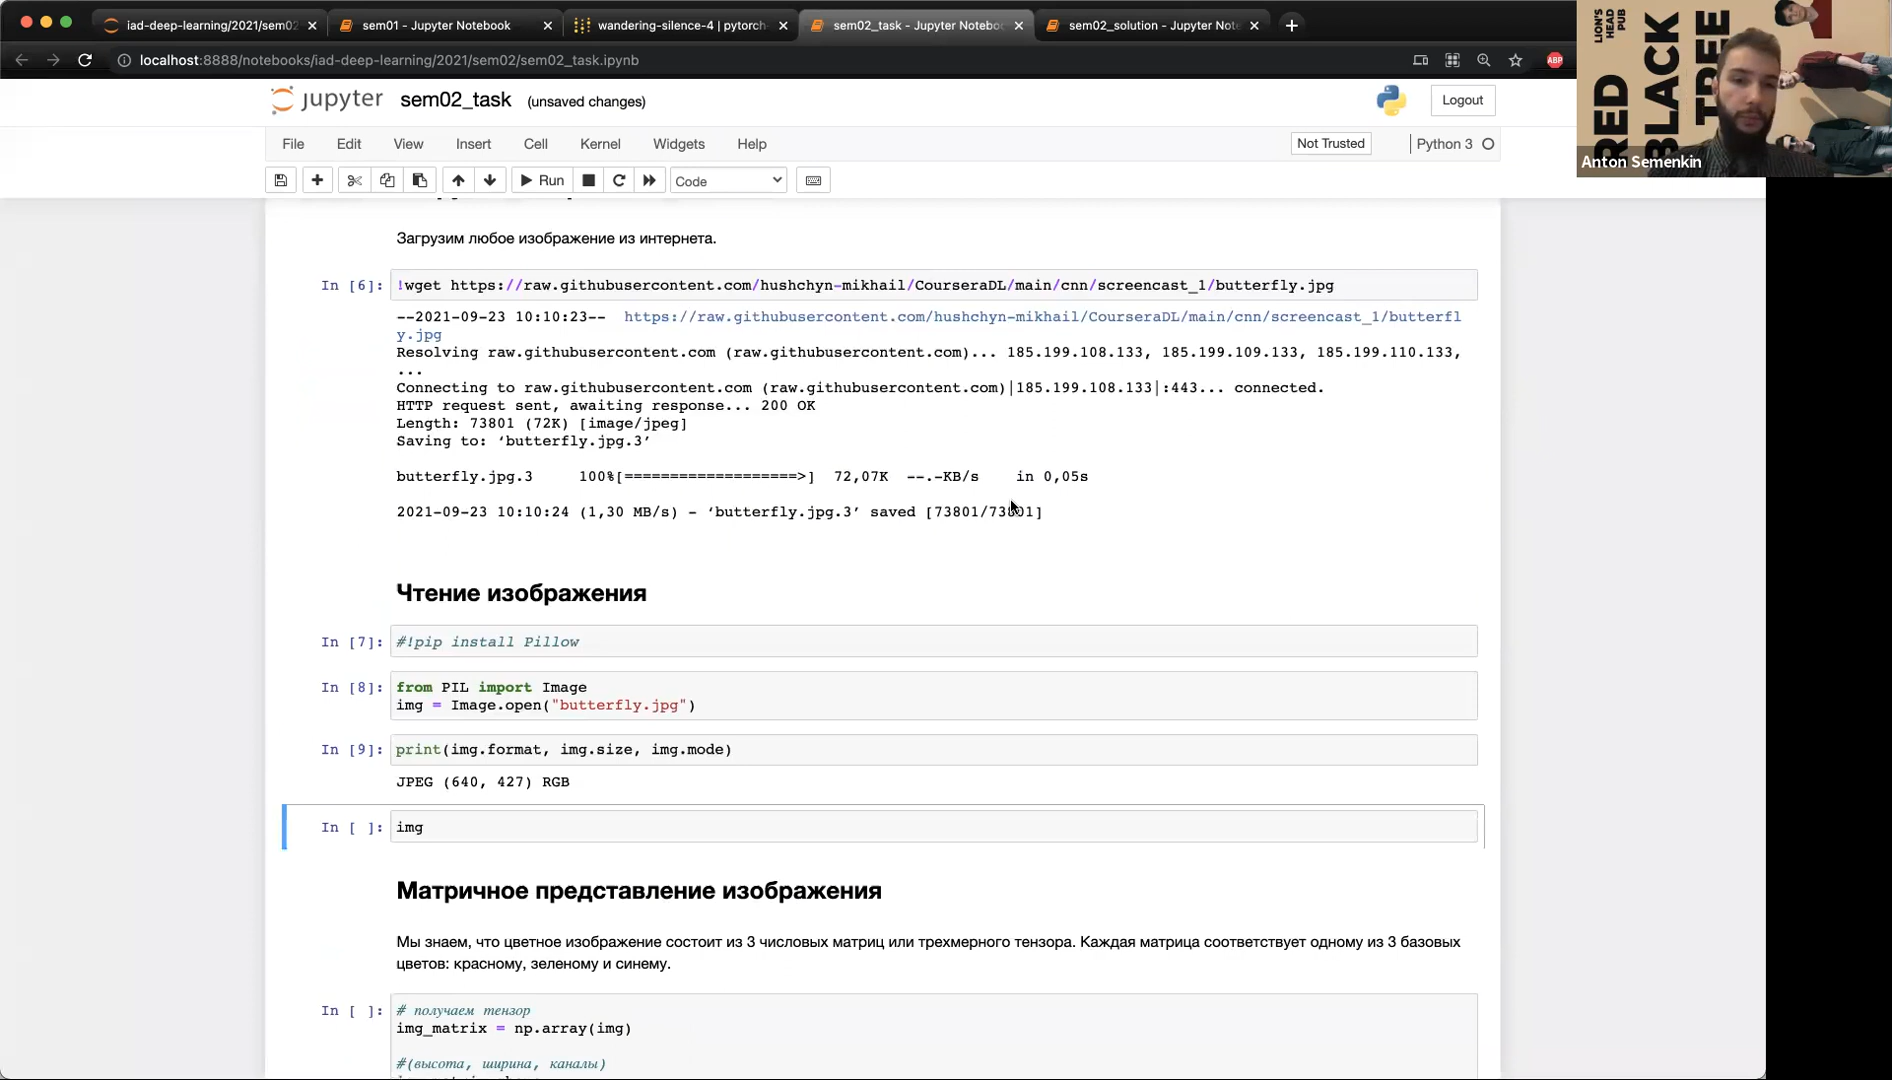 iad-deep-learning/2021/sem02
sem01 - Jupyter Notebook
wandering-silence-4 | pytorch-
sem02_task - Jupyter Noteboo
sem02_solution - Jupyter Note
localhost:8888/notebooks/iad-deep-learning/2021/sem02/sem02_task.ipynb
ABP
LION'S
HEAD
PUB
RED
BLACK
TREE
Anton Semenkin
jupyter sem02_task (unsaved changes)
Logout
File Edit View Insert Cell Kernel Widgets Help
Not Trusted
Python 3
Run
Code
Загрузим любое изображение из интернета.
In [6]: !wget https://raw.githubusercontent.com/hushchyn-mikhail/CourseraDL/main/cnn/screencast_1/butterfly.jpg
--2021-09-23 10:10:23-- https://raw.githubusercontent.com/hushchyn-mikhail/CourseraDL/main/cnn/screencast_1/butterfl
y.jpg
Resolving raw.githubusercontent.com (raw.githubusercontent.com)... 185.199.108.133, 185.199.109.133, 185.199.110.133,
...
Connecting to raw.githubusercontent.com (raw.githubusercontent.com)|185.199.108.133|:443... connected.
HTTP request sent, awaiting response... 200 OK
Length: 73801 (72K) [image/jpeg]
Saving to: ‘butterfly.jpg.3’
butterfly.jpg.3 100%[===================>] 72,07K --.-KB/s in 0,05s
2021-09-23 10:10:24 (1,30 MB/s) - ‘butterfly.jpg.3’ saved [73801/73801]
Чтение изображения
In [7]: #!pip install Pillow
In [8]: from PIL import Image
img = Image.open("butterfly.jpg")
In [9]: print(img.format, img.size, img.mode)
JPEG (640, 427) RGB
In [ ]: img
Матричное представление изображения
Мы знаем, что цветное изображение состоит из 3 числовых матриц или трехмерного тензора. Каждая матрица соответствует одному из 3 базовых
цветов: красному, зеленому и синему.
In [ ]: # получаем тензор
img_matrix = np.array(img)
#(высота, ширина, каналы)